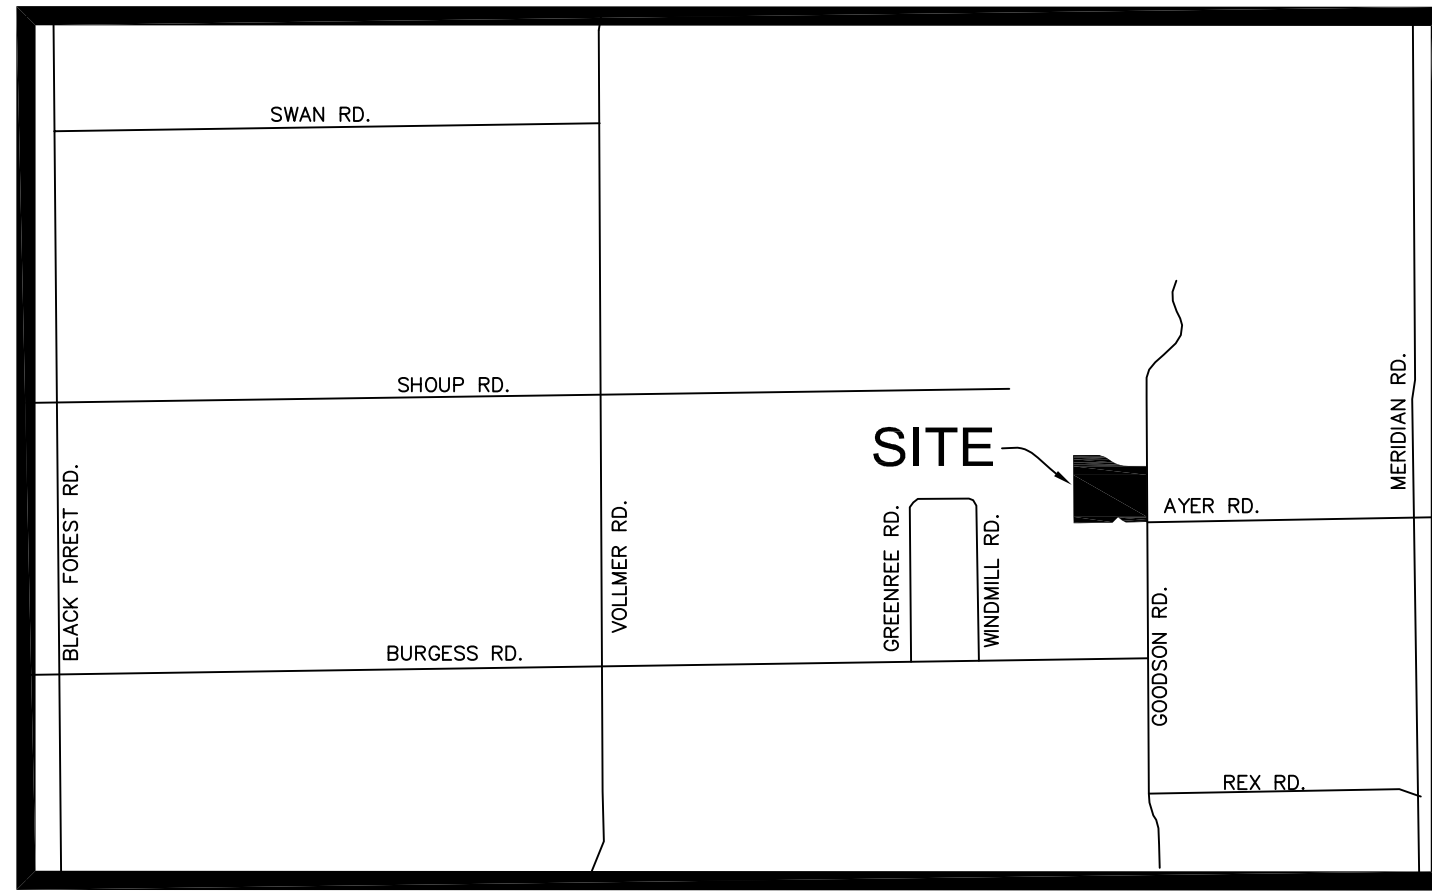 SWAN RD.
SHOUP RD.
SITE
MERIDIAN RD.
BLACK FOREST RD.
VOLLMER RD.
GREENREE RD.
WINDMILL RD.
AYER RD.
BURGESS RD.
GOODSON RD.
REX RD.